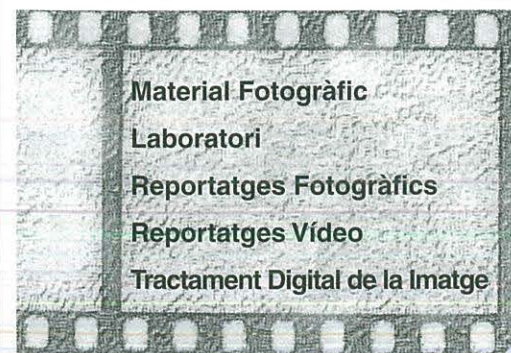 Material Fotogràfic
Laboratori
Reportatges Fotogràfics
Reportatges Vídeo
Tractament Digital de la Imatge